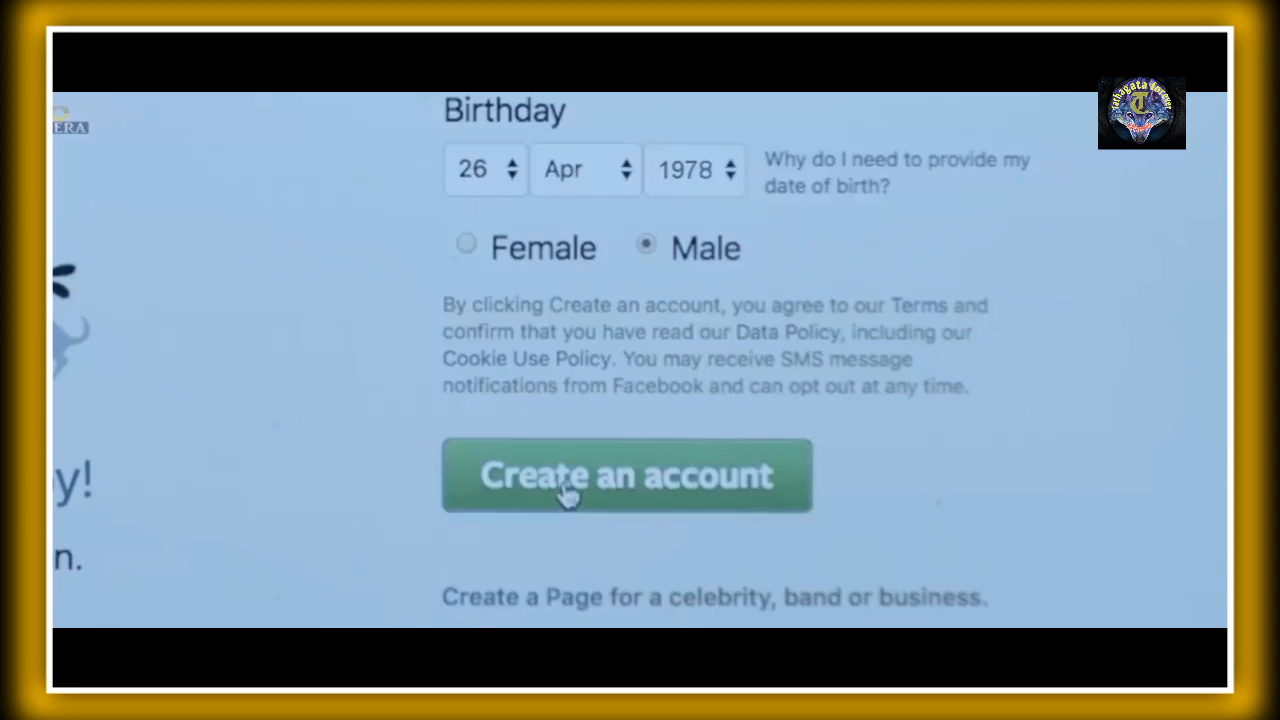 Birthday
26 Apr 1978
Why do I need to provide my
date of birth?
Female Male
By clicking Create an account, you agree to our Terms and
confirm that you have read our Data Policy, including our
Cookie Use Policy. You may receive SMS message
notifications from Facebook and can opt out at any time.
Create an account
Create a Page for a celebrity, band or business.
ERA
y!
n.
T